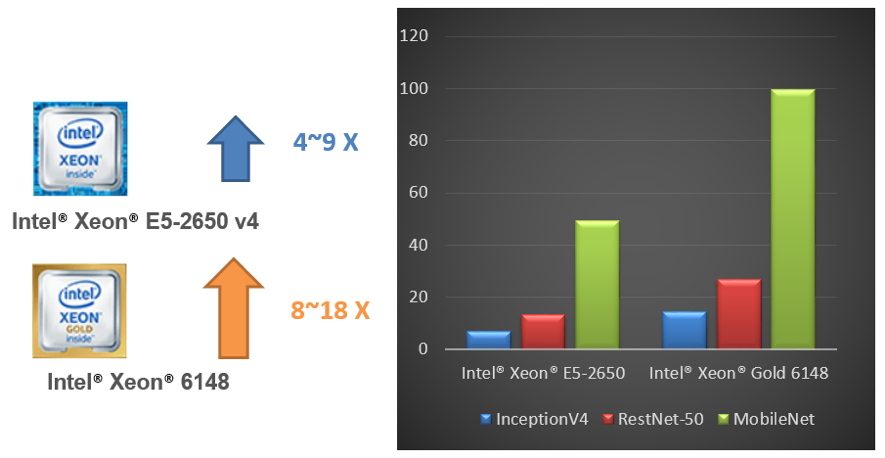 intel
XEON
inside
4~9 X
Intel® Xeon® E5-2650 v4
intel
XEON
GOLD
inside
8~18 X
Intel® Xeon® 6148
120
100
80
60
40
20
0
Intel® Xeon® E5-2650
Intel® Xeon® Gold 6148
InceptionV4
RestNet-50
MobileNet